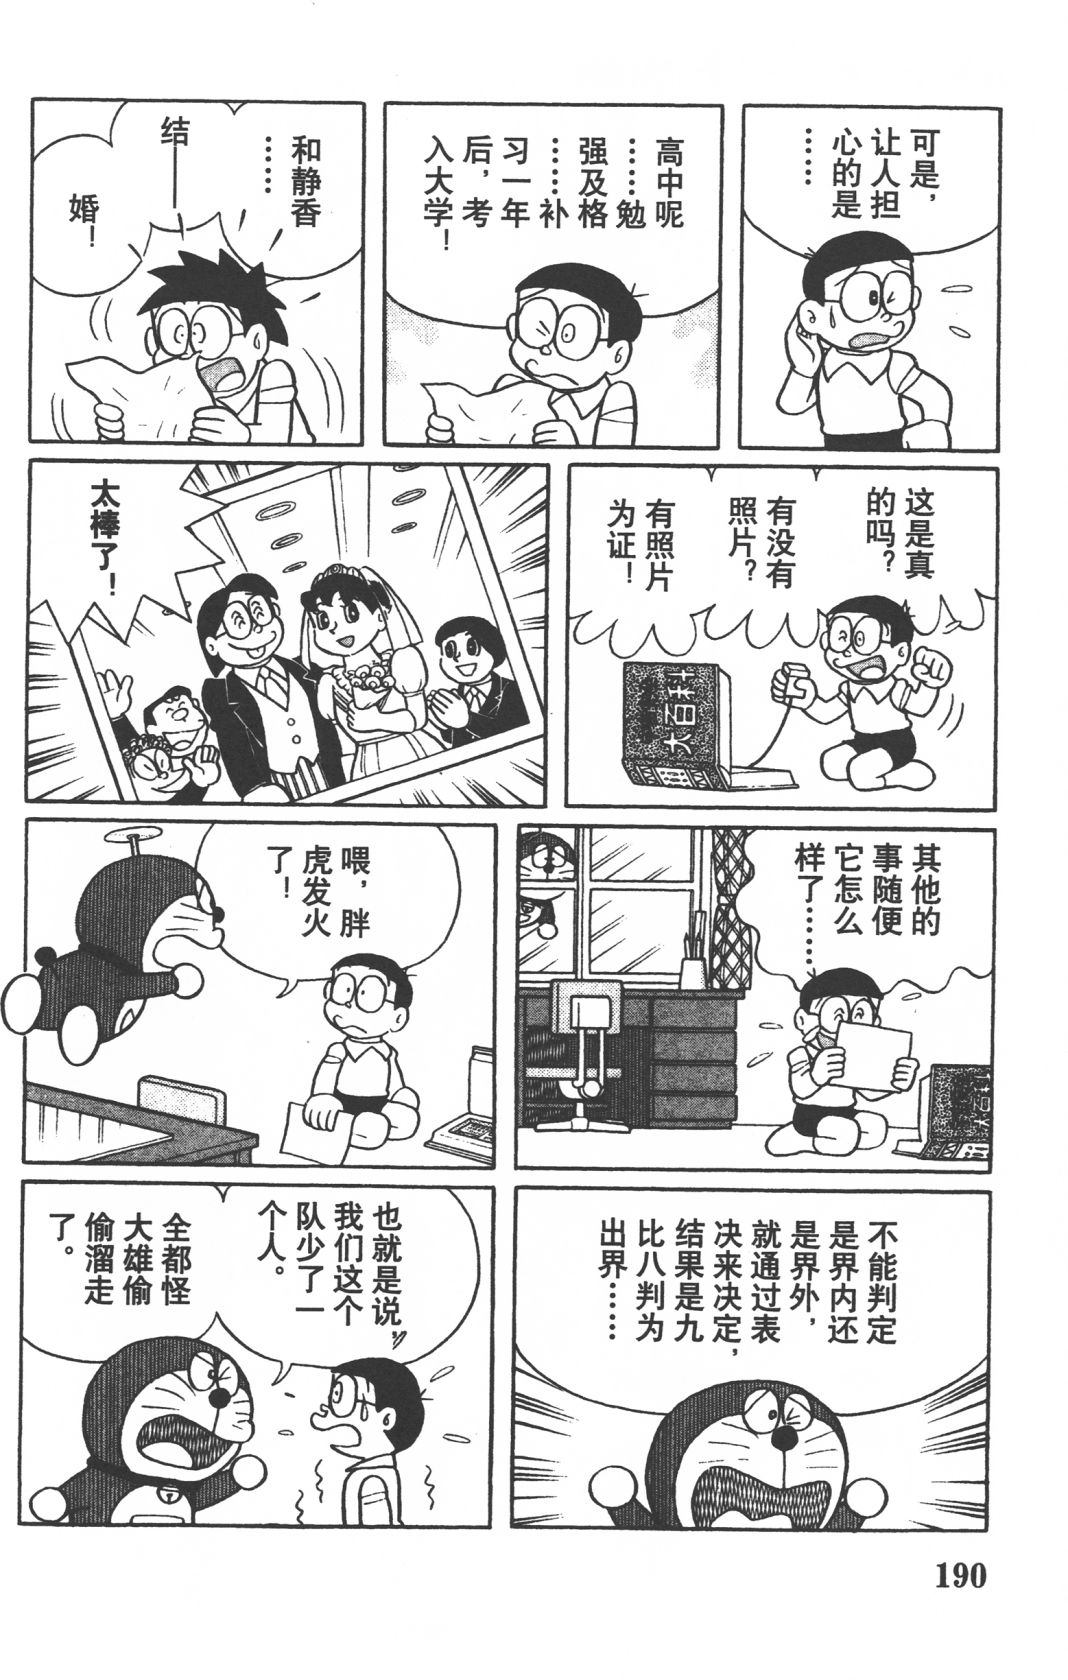 可是，
让人担
心的是
……
高中呢
……勉
强及格
……补
习一年
后，考
入大学！
和静香
……
结——
婚！
这是真
的吗？
有没有
照片？
有照片
为证！
大百科
太棒了！
其他的
事随便
它怎么
样了……
大百科
喂，胖
虎发火
了！
不能判定
是界内还
是界外，
就通过表
决来决定，
结果是九
比八判为
出界……
也就是说，
我们这个
队少了一
个人。
全都怪
大雄偷
偷溜走
了。
190